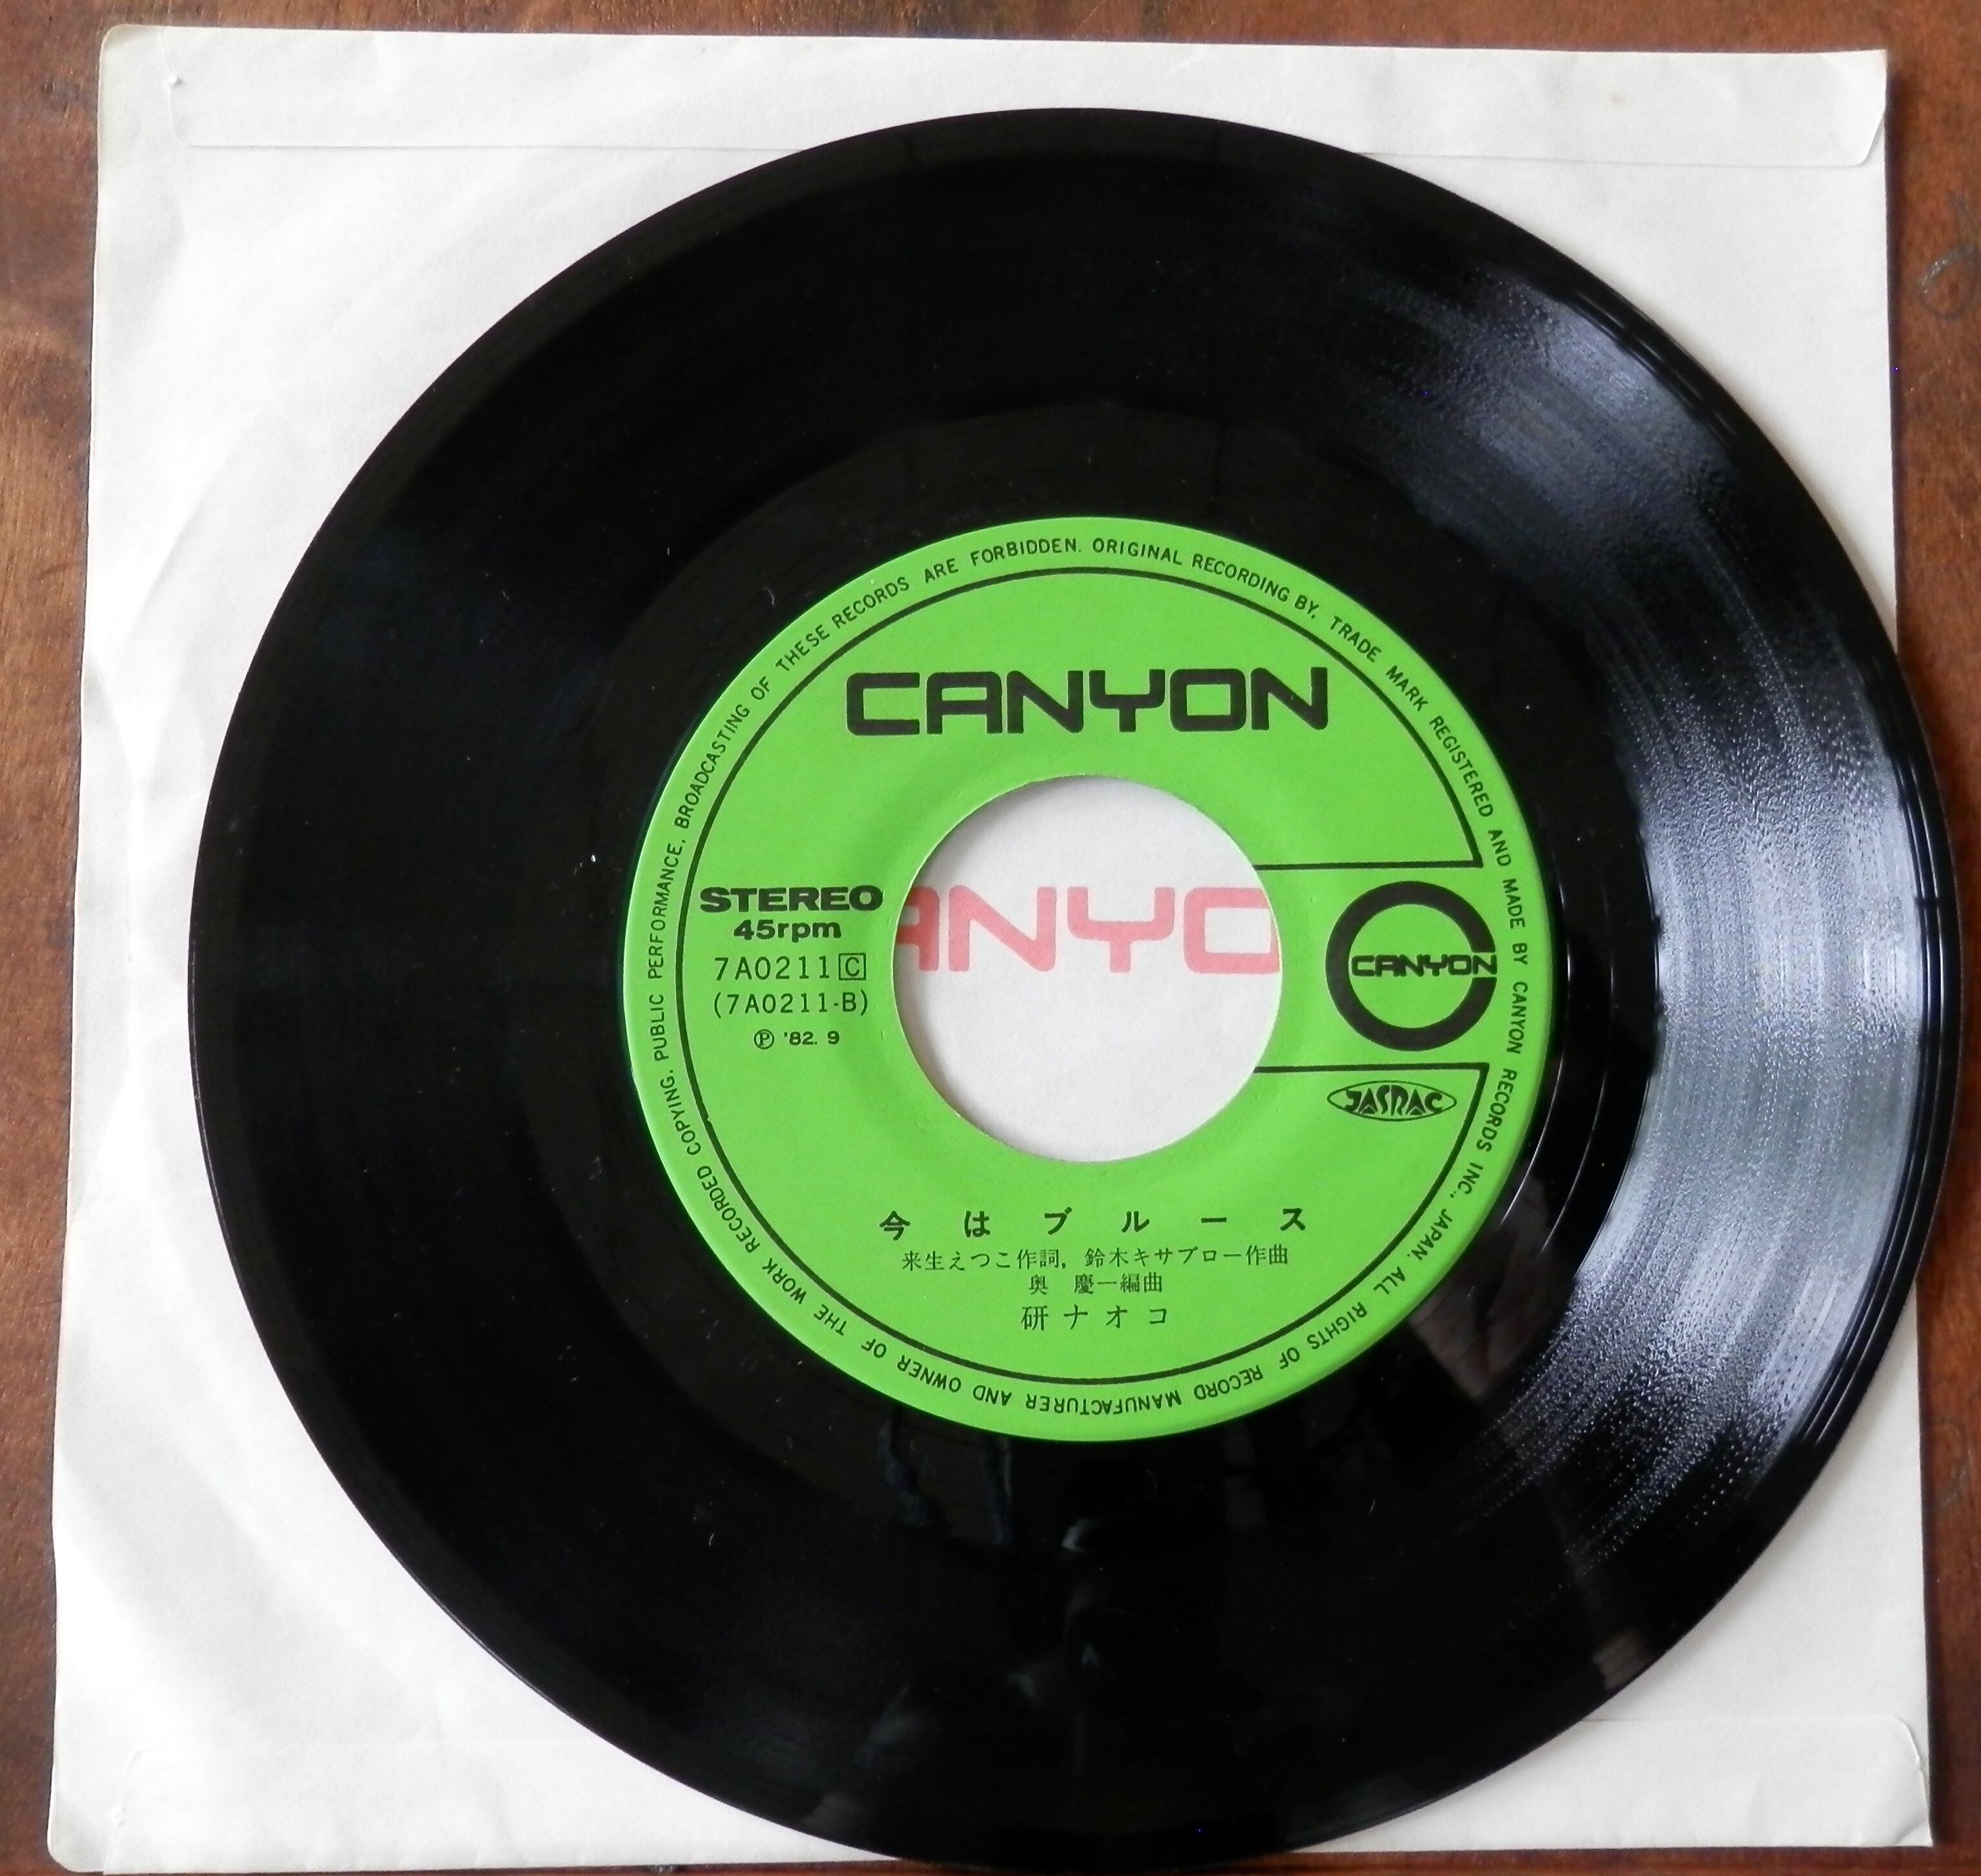 RECORDED COPYING, PUBLIC PERFORMANCE, BROADCASTING OF THESE RECORDS ARE FORBIDDEN. ORIGINAL RECORDING BY, TRADE MARK REGISTERED AND MADE BY CANYON RECORDS INC., JAPAN. ALL RIGHTS OF RECORD MANUFACTURER AND OWNER OF THE WORK
CANYON
STEREO
45rpm
7A0211 C
(7A0211-B)
℗ '82. 9
ANYO
CANYON
JASRAC
今はブルース
来生えつこ作詞, 鈴木キサブロー作曲
奥 慶一編曲
研ナオコ